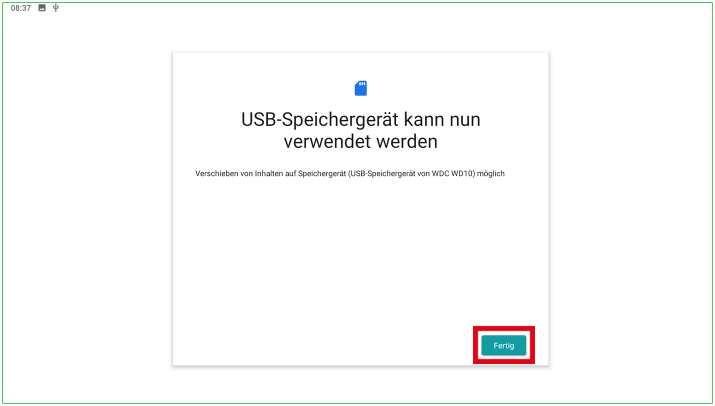 08:37
USB-Speichergerät kann nun
verwendet werden
Verschieben von Inhalten auf Speichergerät (USB-Speichergerät von WDC WD10) möglich
Fertig